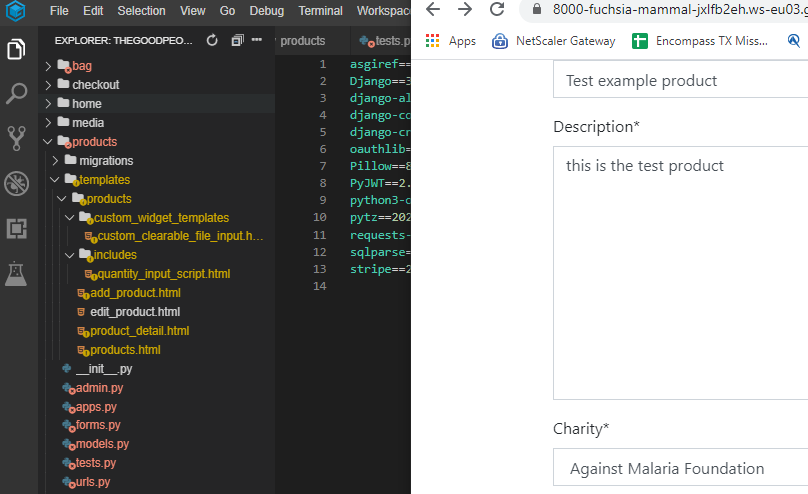 File Edit Selection View Go Debug Terminal Workspace
EXPLORER: THEGOODPEO...
bag
checkout
home
media
products
migrations
templates
products
custom_widget_templates
custom_clearable_file_input.h...
includes
quantity_input_script.html
add_product.html
edit_product.html
product_detail.html
products.html
__init__.py
admin.py
apps.py
forms.py
models.py
tests.py
urls.py
products tests.p
1 asgiref==
2 Django==3
3 django-al
4 django-co
5 django-cr
6 oauthlib=
7 Pillow==8
8 PyJWT==2.
9 python3-o
10 pytz==202
11 requests-
12 sqlparse=
13 stripe==2
14
8000-fuchsia-mammal-jxlfb2eh.ws-eu03.g
Apps NetScaler Gateway Encompass TX Miss...
Test example product
Description*
this is the test product
Charity*
Against Malaria Foundation